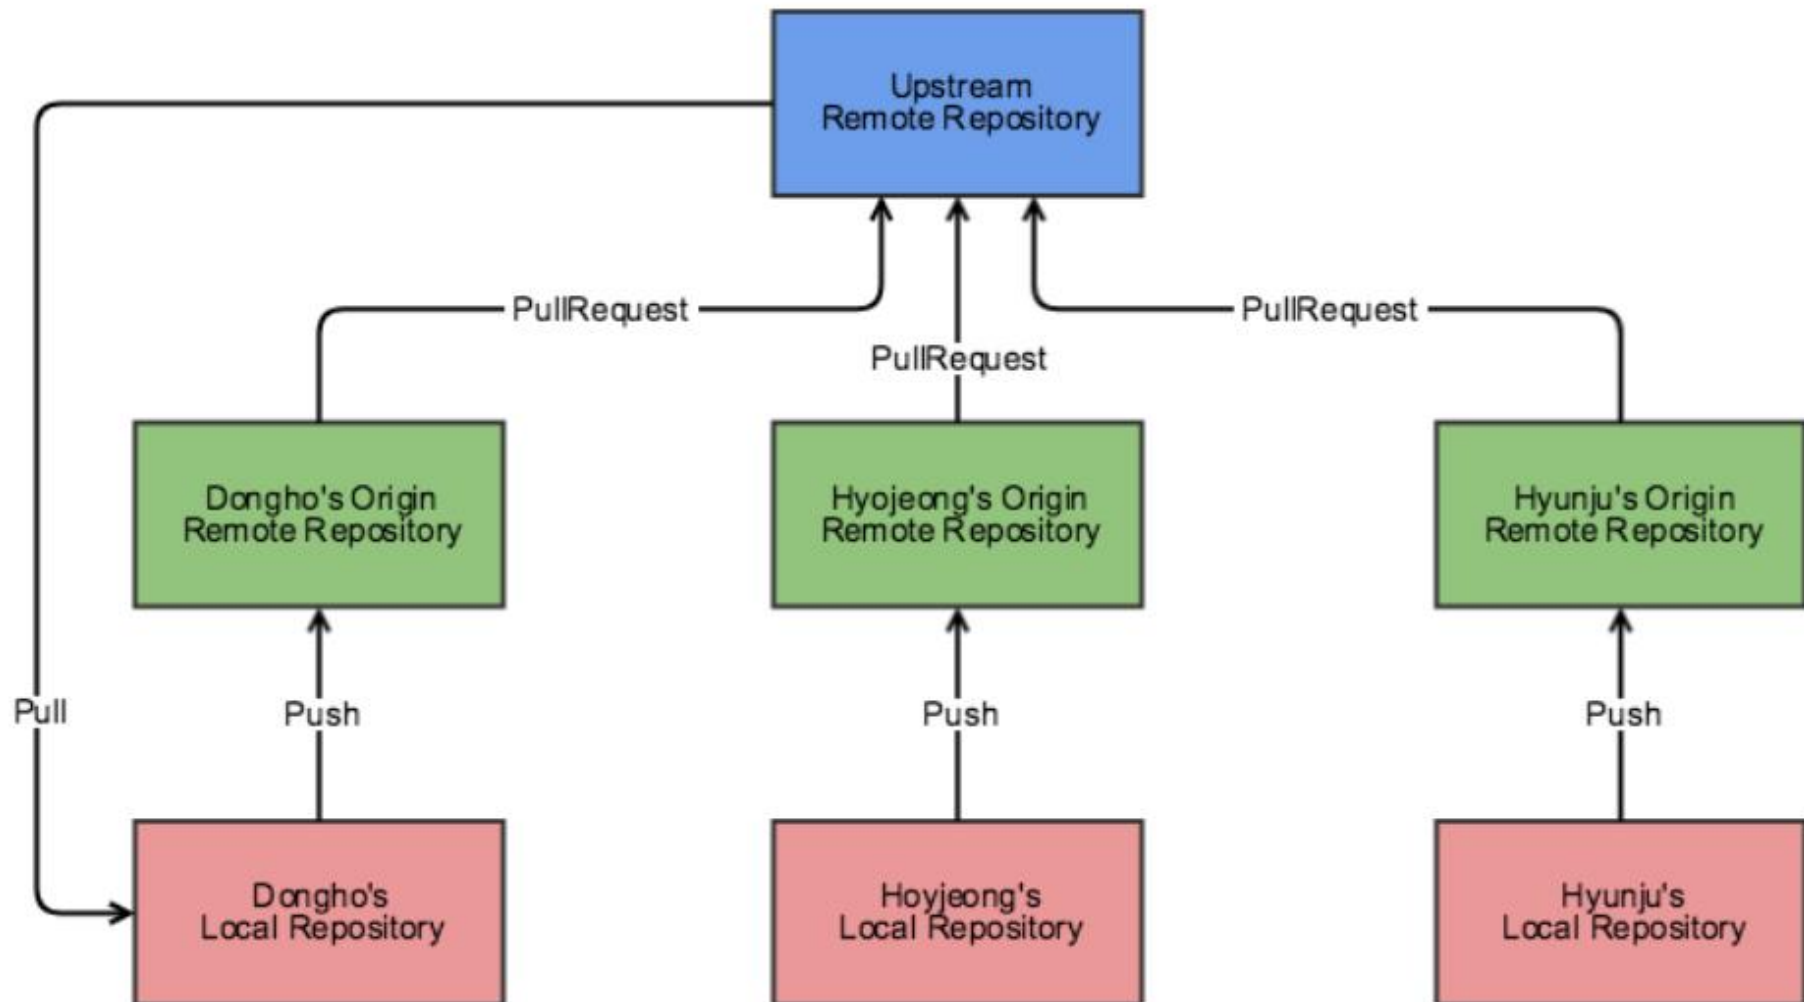 Upstream
Remote Repository
PullRequest
PullRequest
PullRequest
Dongho's Origin
Remote Repository
Hyojeong's Origin
Remote Repository
Hyunju's Origin
Remote Repository
Pull
Push
Push
Push
Dongho's
Local Repository
Hoyjeong's
Local Repository
Hyunju's
Local Repository